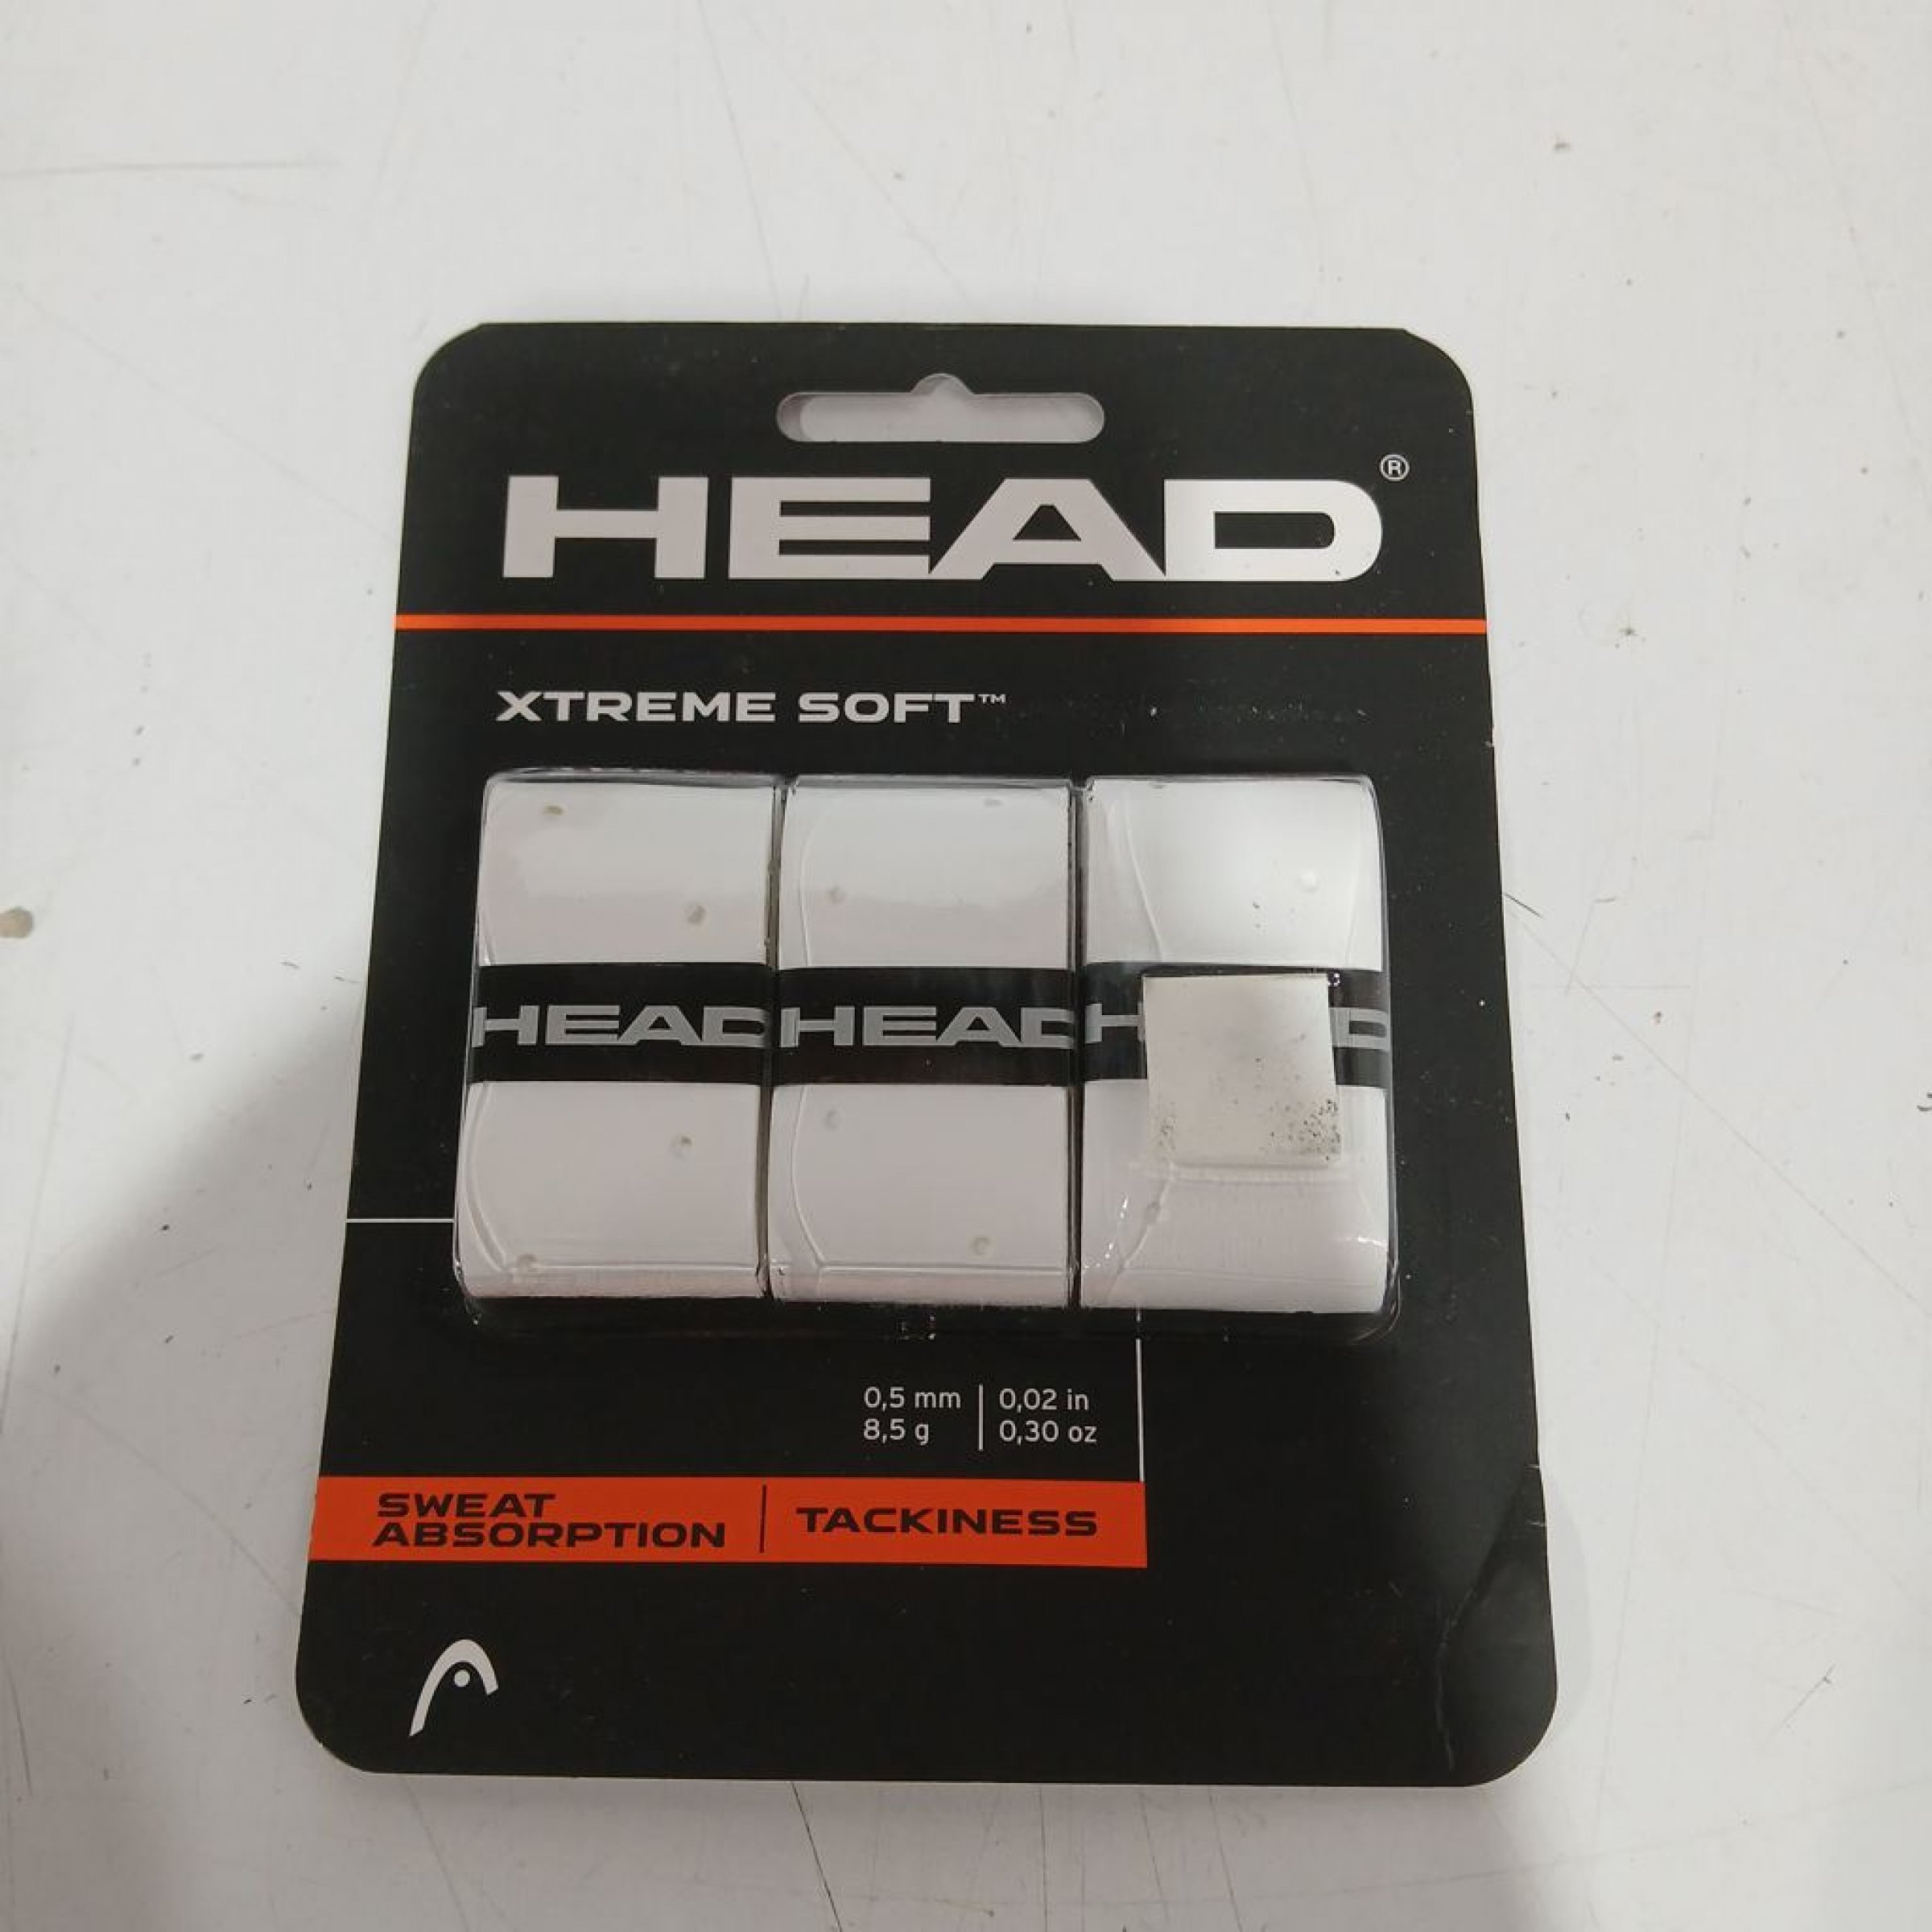 HEAD®
XTREME SOFT™
HEAD HEAD H D
0,5 mm | 0,02 in
8,5 g | 0,30 oz
SWEAT
ABSORPTION | TACKINESS